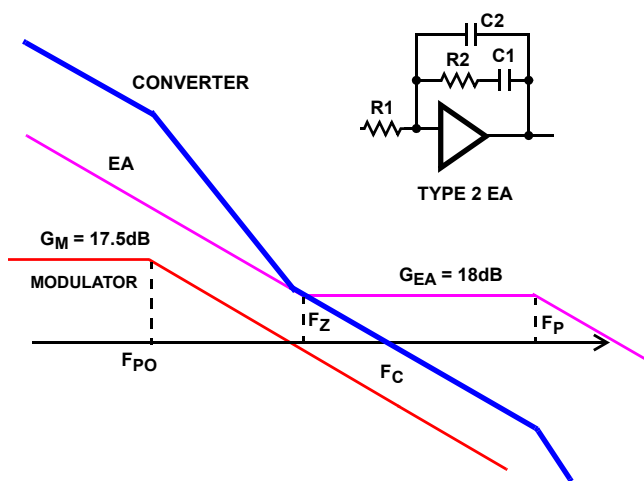 C2
R2
C1
R1
CONVERTER
EA
TYPE 2 EA
G_M = 17.5dB
G_EA = 18dB
MODULATOR
F_Z
F_P
F_PO
F_C